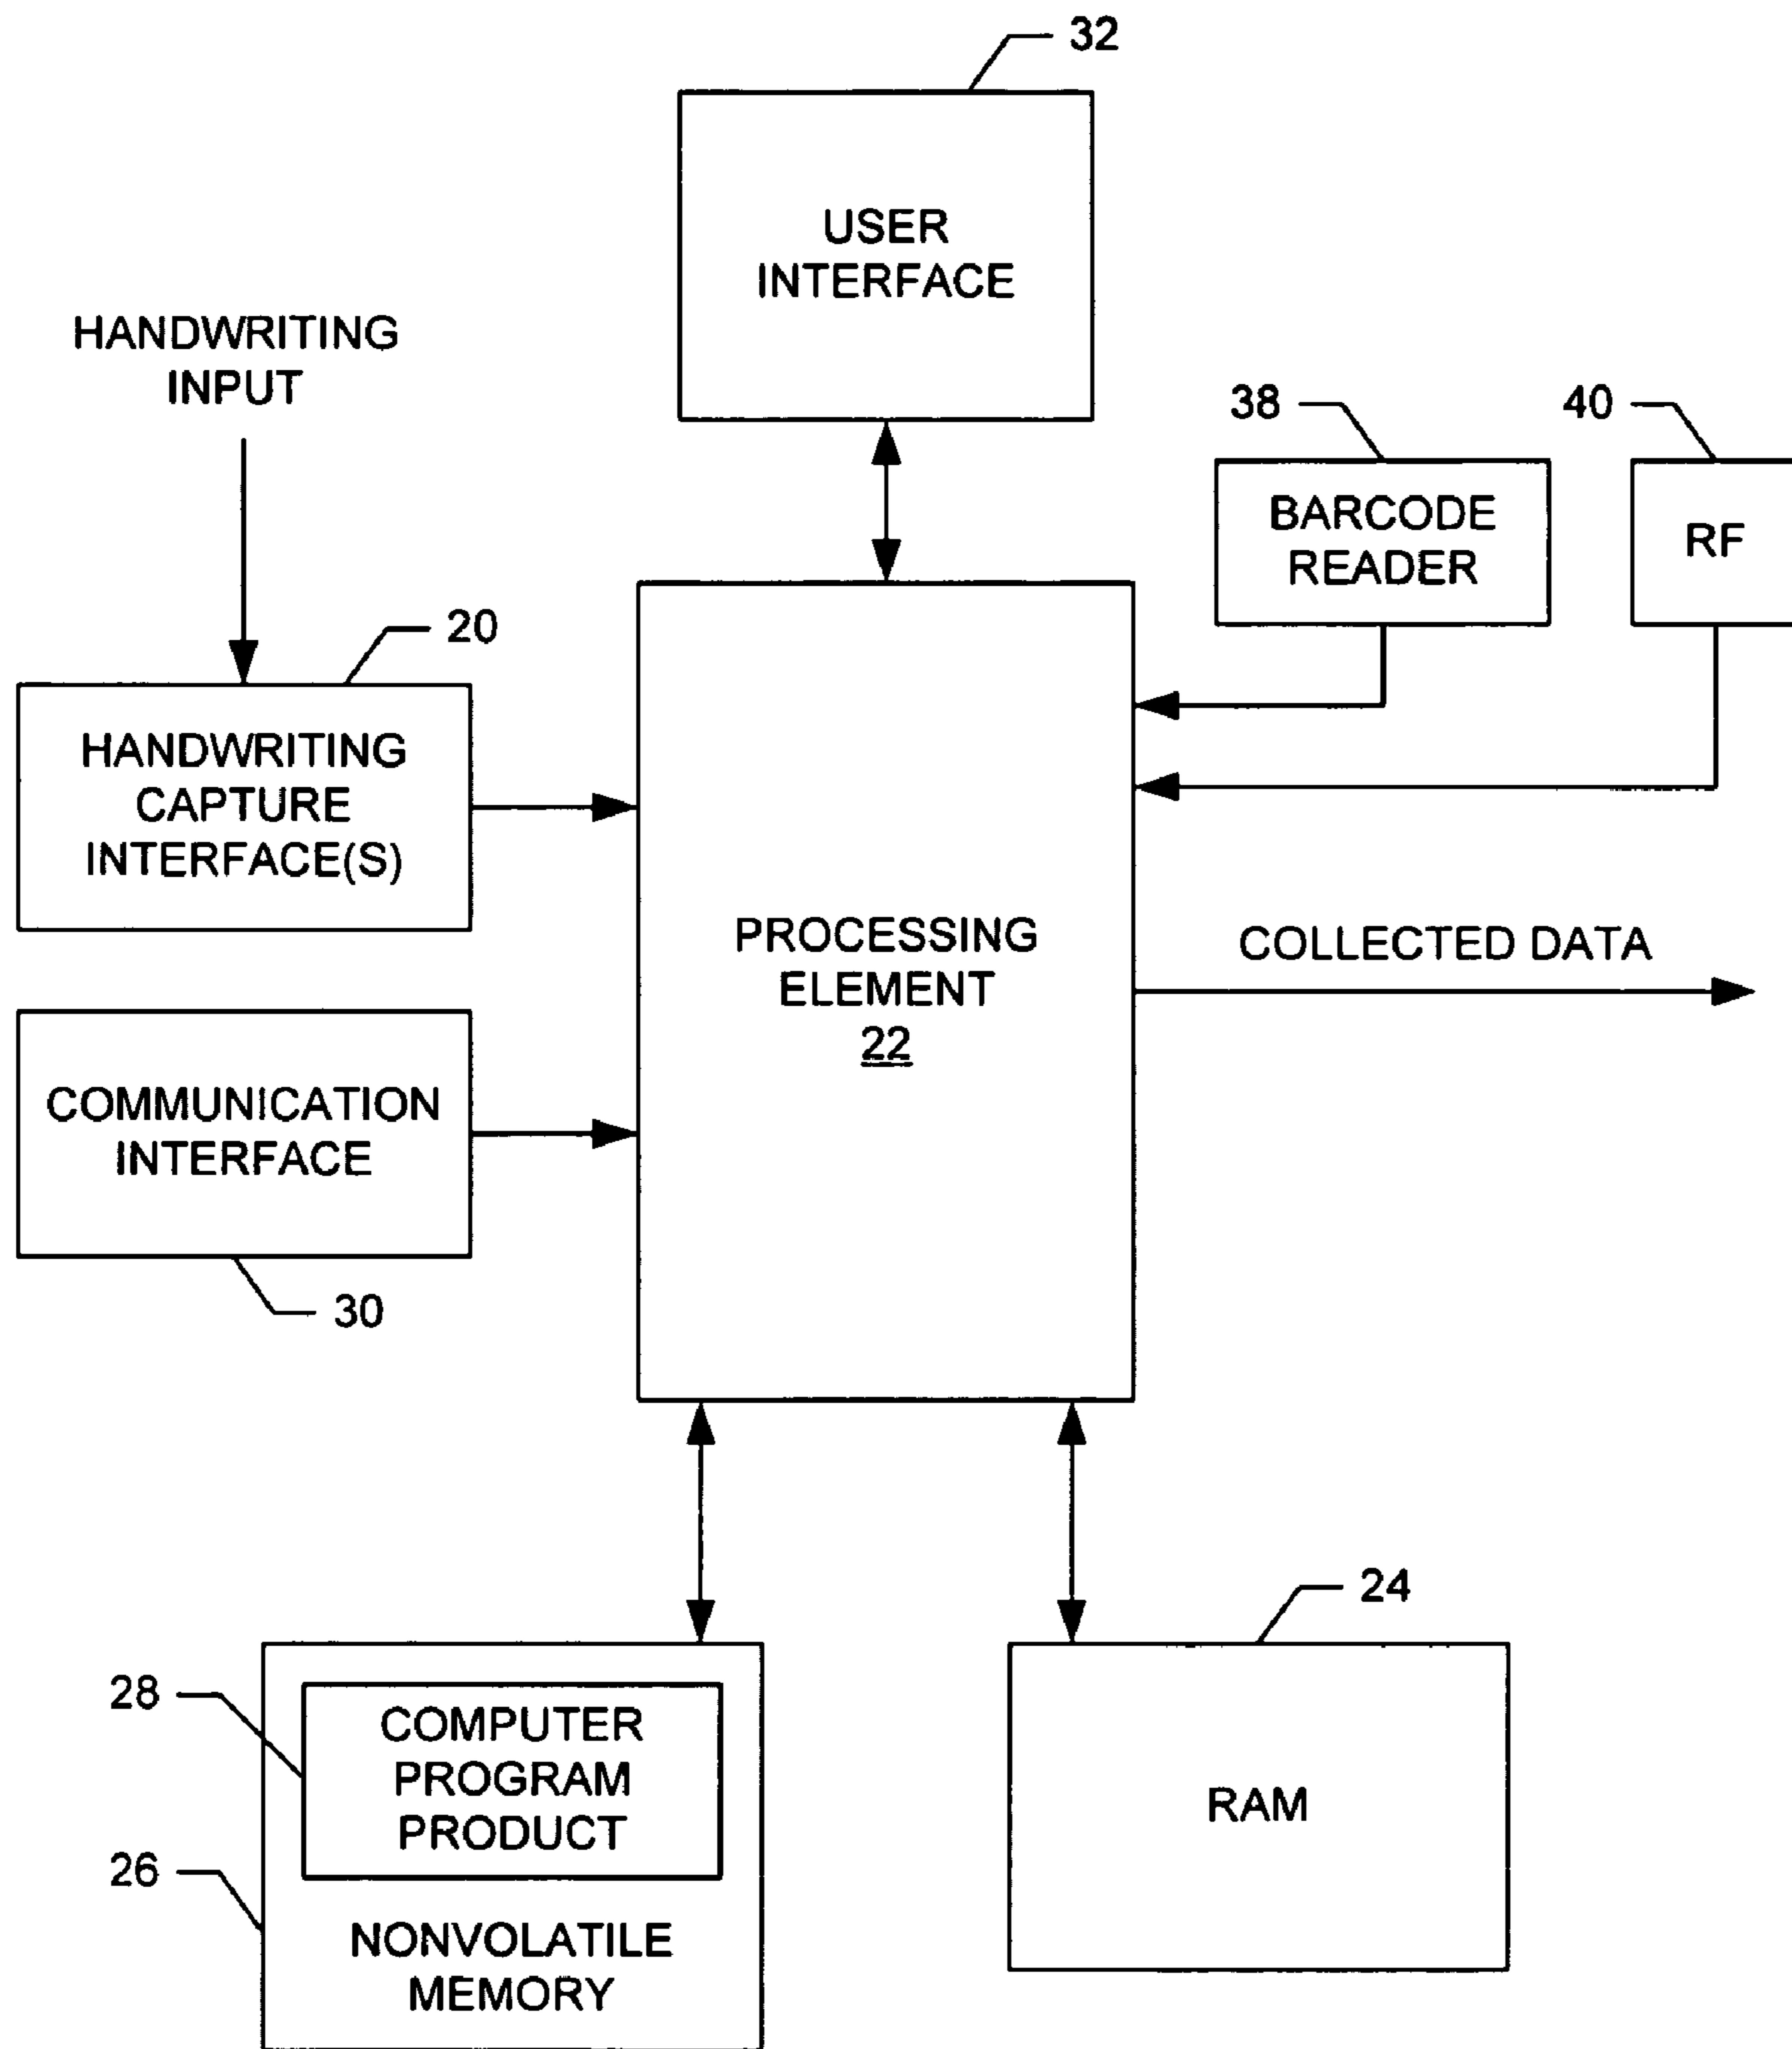 32
USER
INTERFACE
HANDWRITING
INPUT
38
40
BARCODE
READER
RF
20
HANDWRITING
CAPTURE
INTERFACE(S)
PROCESSING
ELEMENT
22
COLLECTED DATA
COMMUNICATION
INTERFACE
30
24
28
COMPUTER
PROGRAM
PRODUCT
RAM
26
NONVOLATILE
MEMORY